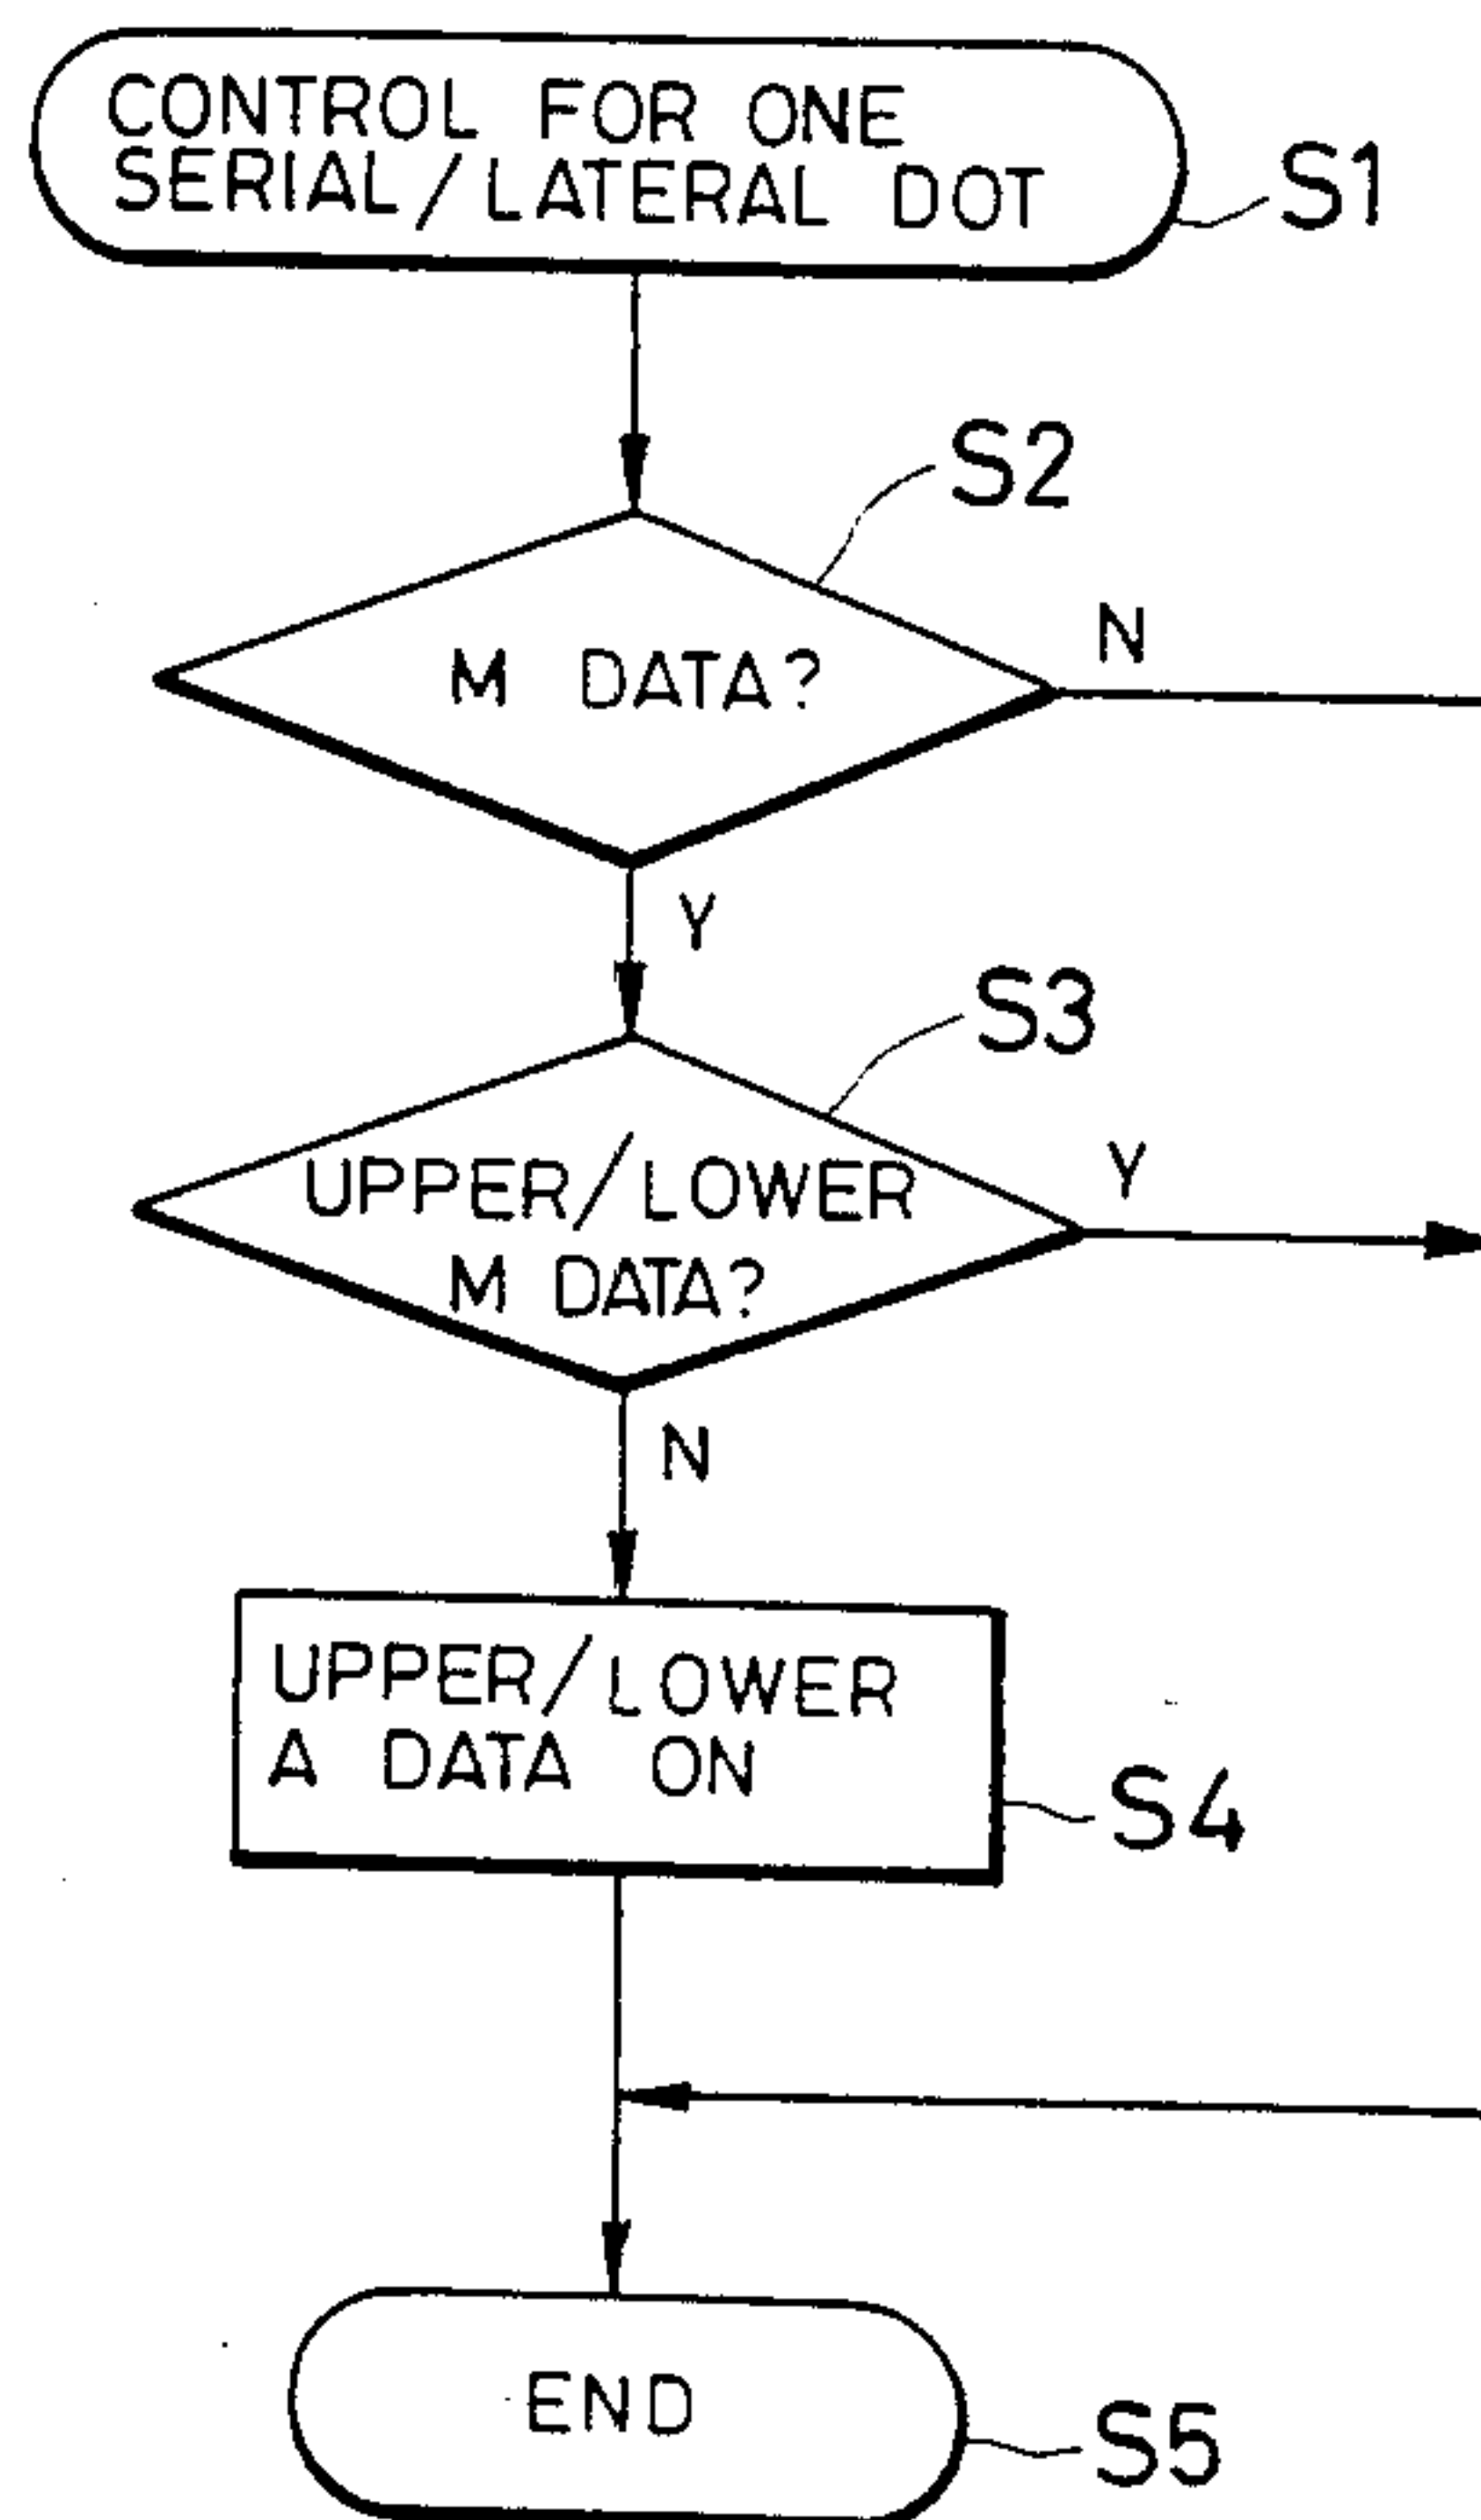 CONTROL FOR ONE
SERIAL/LATERAL DOT
S1
S2
M DATA?
N
Y
S3
UPPER/LOWER
M DATA?
Y
N
UPPER/LOWER
A DATA ON
S4
END
S5